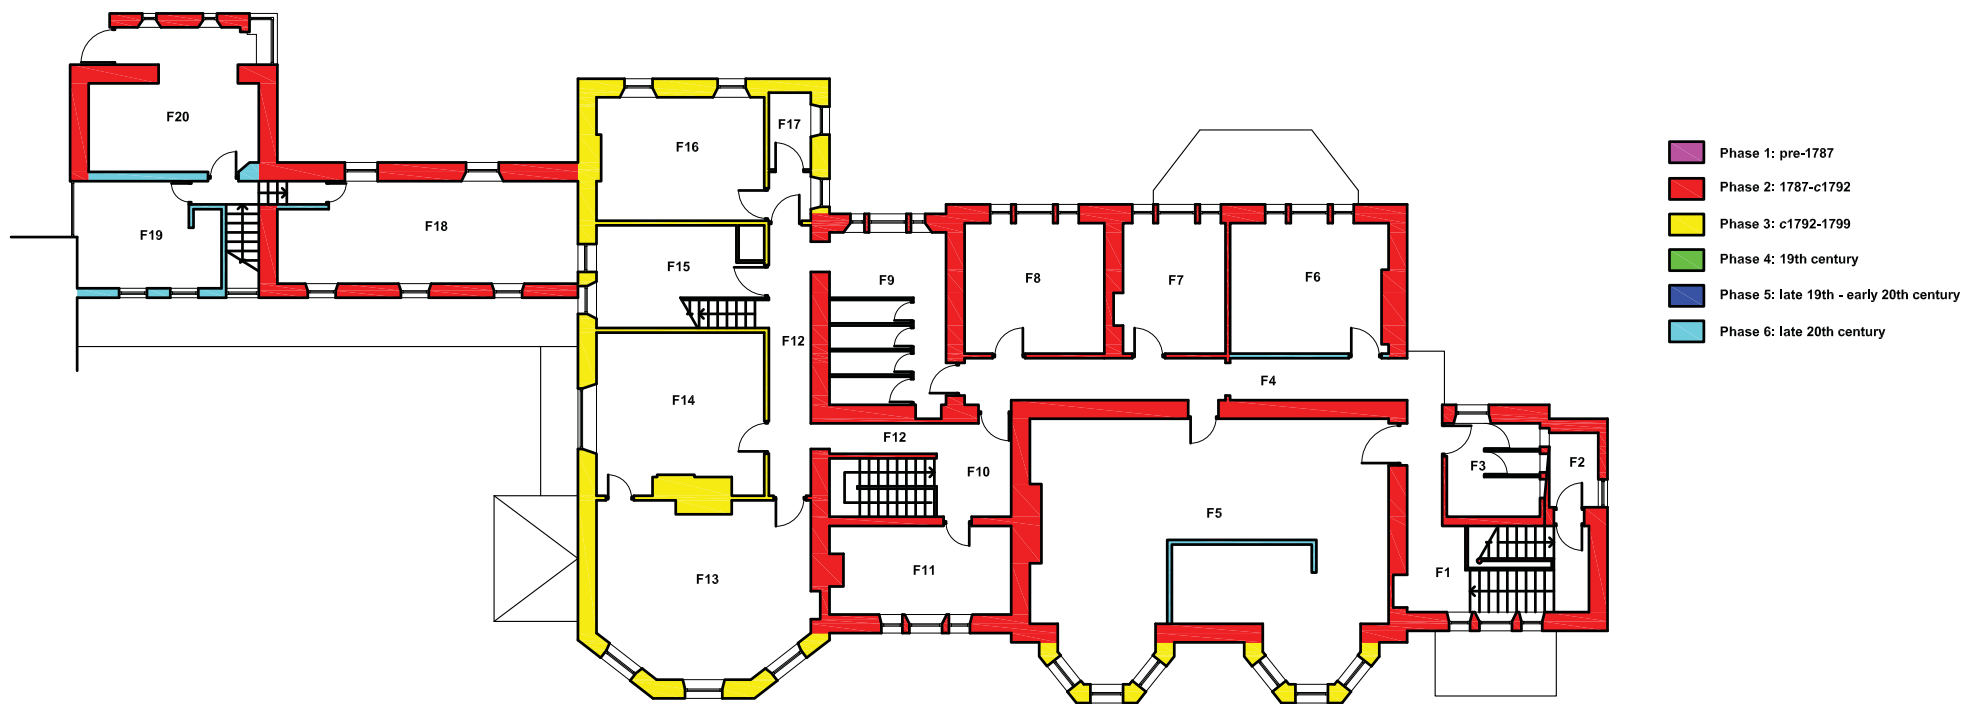 F20
F17
F16
Phase 1: pre-1787
Phase 2: 1787-c1792
Phase 3: c1792-1799
Phase 4: 19th century
Phase 5: late 19th - early 20th century
Phase 6: late 20th century
F19
F18
F15
F9
F8
F7
F6
F12
F4
F14
F12
F10
F3
F2
F5
F13
F11
F1